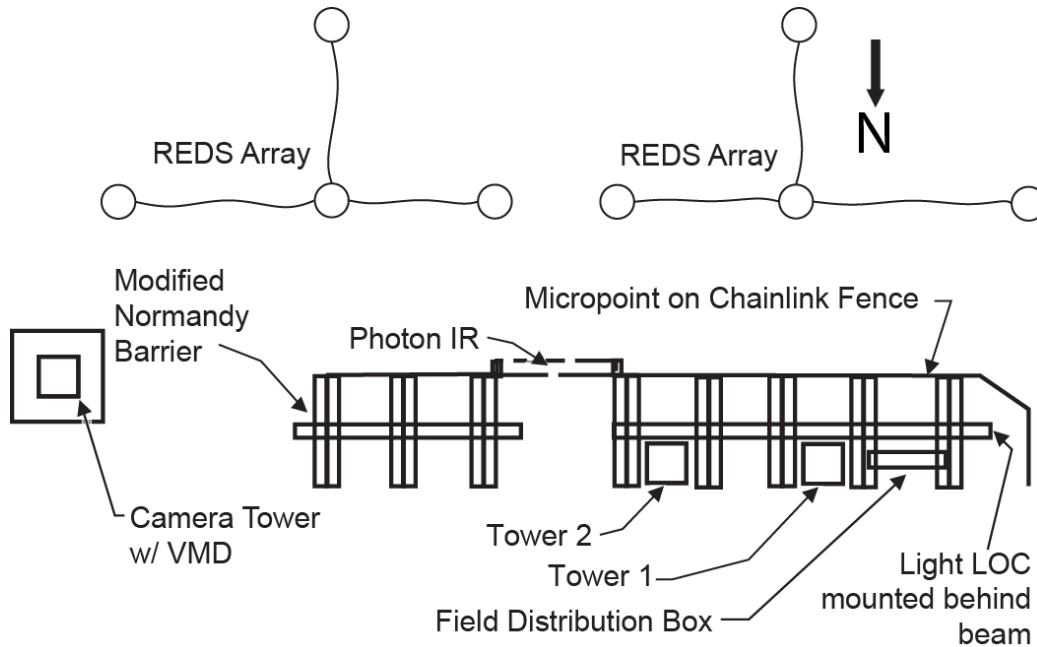 N
REDS Array
REDS Array
Modified
Normandy
Barrier
Micropoint on Chainlink Fence
Photon IR
Camera Tower
w/ VMD
Tower 2
Tower 1
Field Distribution Box
Light LOC
mounted behind
beam